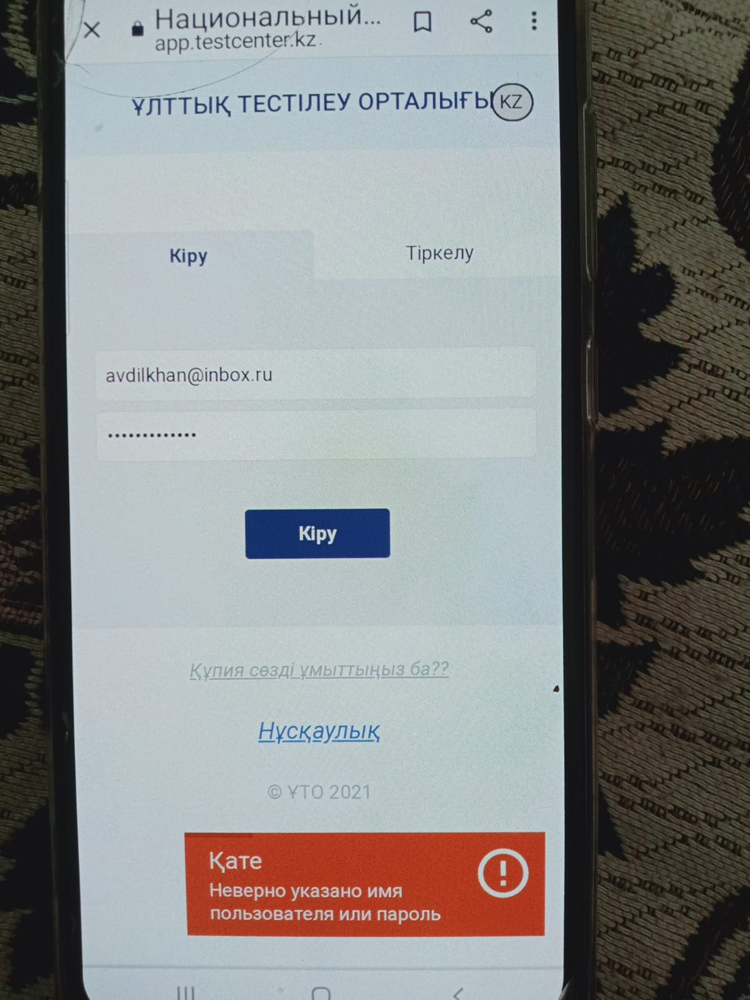 Национальный...
app.testcenter.kz
ҰЛТТЫҚ ТЕСТІЛЕУ ОРТАЛЫҒЫ KZ
Кіру Тіркелу
avdilkhan@inbox.ru
•••••••••••••
Кіру
Құпия сөзді ұмыттыңыз ба??
Нұсқаулық
© ҰТО 2021
Қате
Неверно указано имя
пользователя или пароль